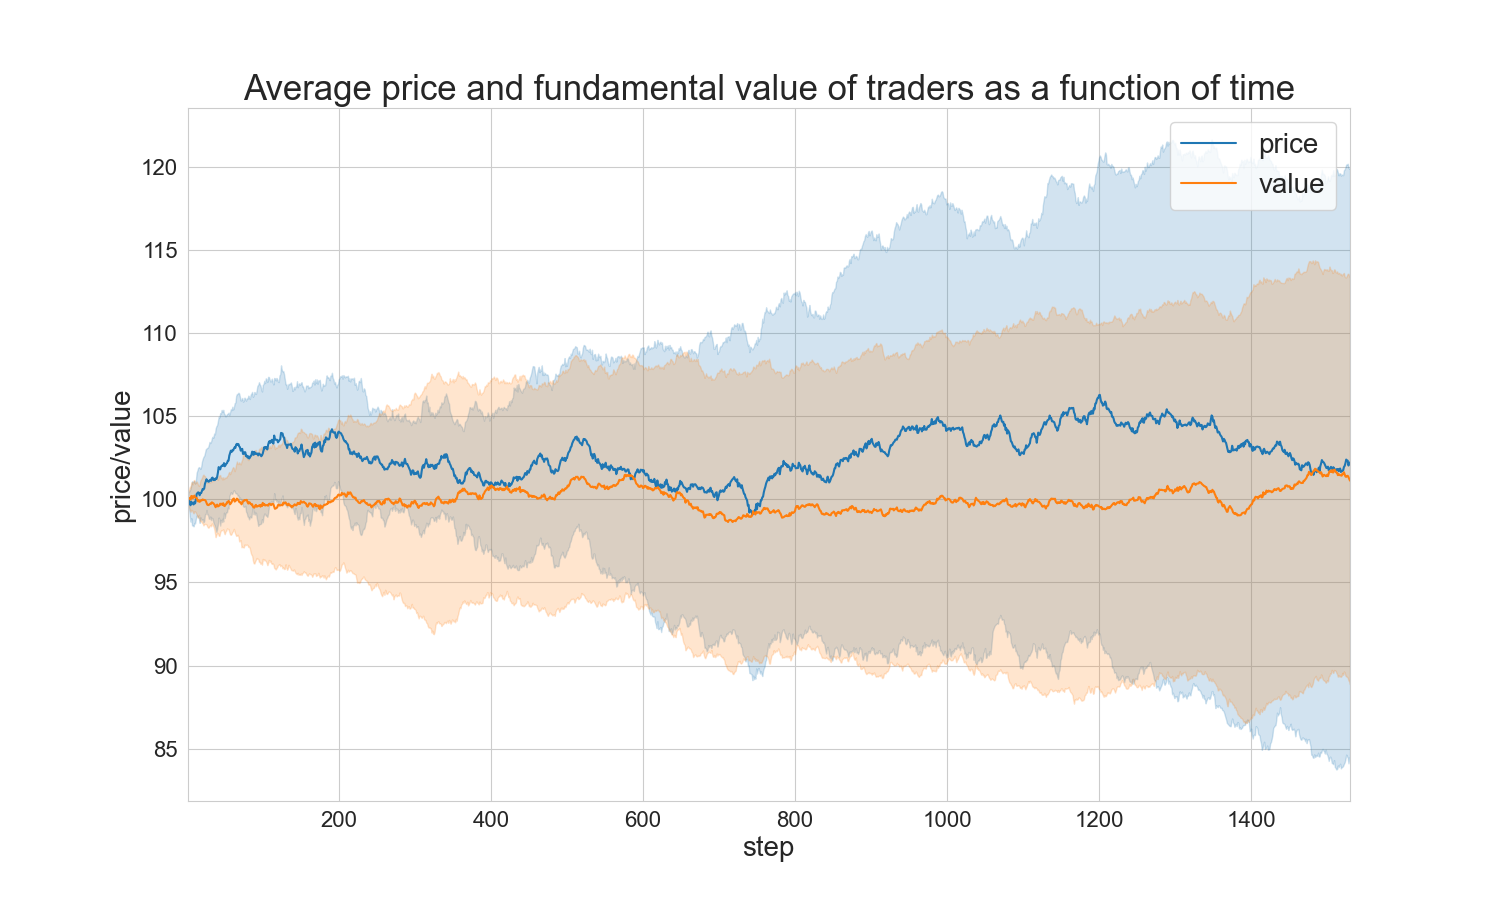 Average price and fundamental value of traders as a function of time
price
value
120
115
110
105
100
95
90
85
price/value
200 400 600 800 1000 1200 1400
step